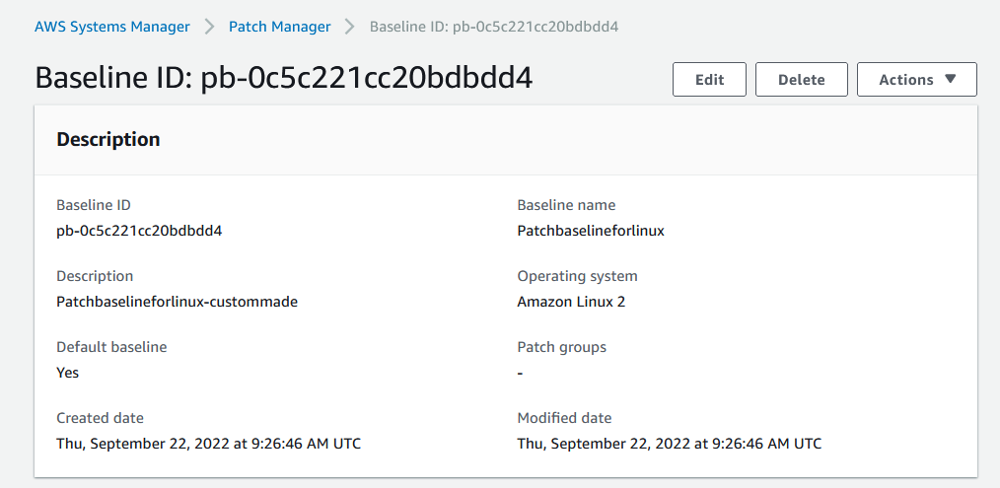 AWS Systems Manager > Patch Manager > Baseline ID: pb-0c5c221cc20bdbdd4
Baseline ID: pb-0c5c221cc20bdbdd4
Edit
Delete
Actions ▼
Description
Baseline ID
pb-0c5c221cc20bdbdd4
Baseline name
Patchbaselineforlinux
Description
Patchbaselineforlinux-custommade
Operating system
Amazon Linux 2
Default baseline
Yes
Patch groups
-
Created date
Thu, September 22, 2022 at 9:26:46 AM UTC
Modified date
Thu, September 22, 2022 at 9:26:46 AM UTC